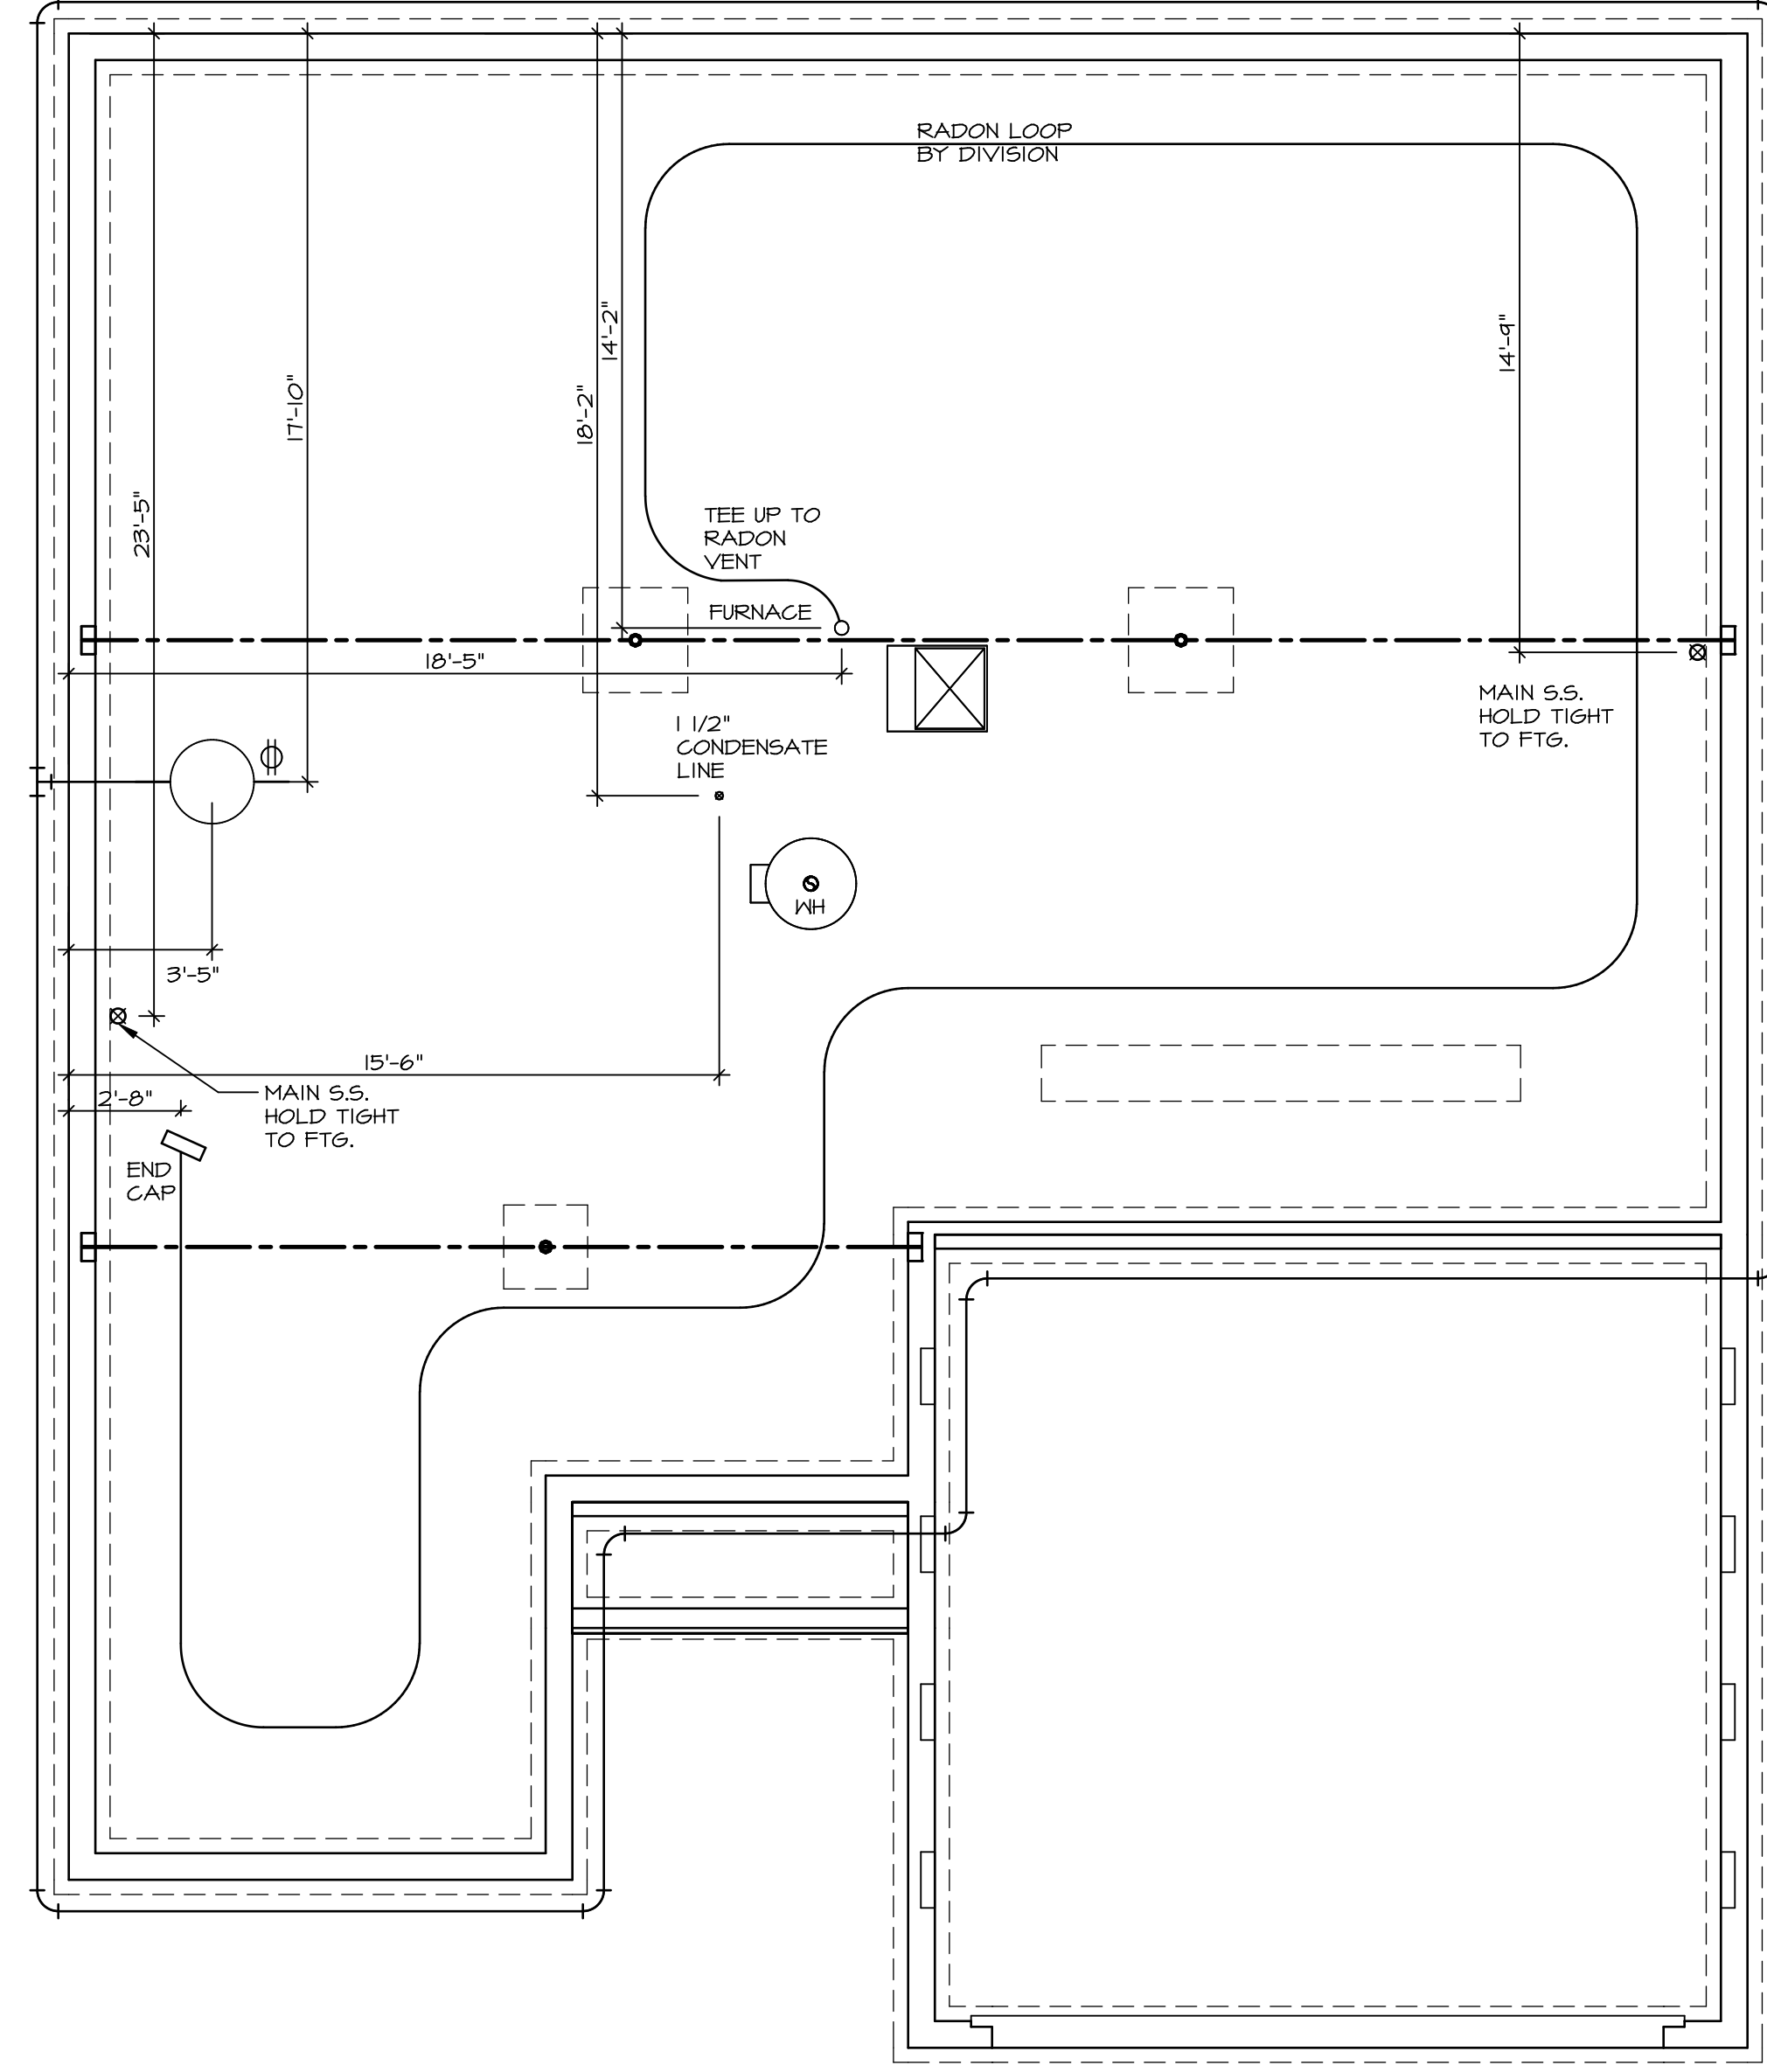 RADON LOOP
BY DIVISION
14'-2"
14'-9"
17'-10"
18'-2"
23'-5"
TEE UP TO
RADON
VENT
FURNACE
18'-5"
MAIN S.S.
HOLD TIGHT
TO FTG.
1 1/2"
CONDENSATE
LINE
WH
3'-5"
15'-6"
2'-8"
MAIN S.S.
HOLD TIGHT
TO FTG.
END
CAP